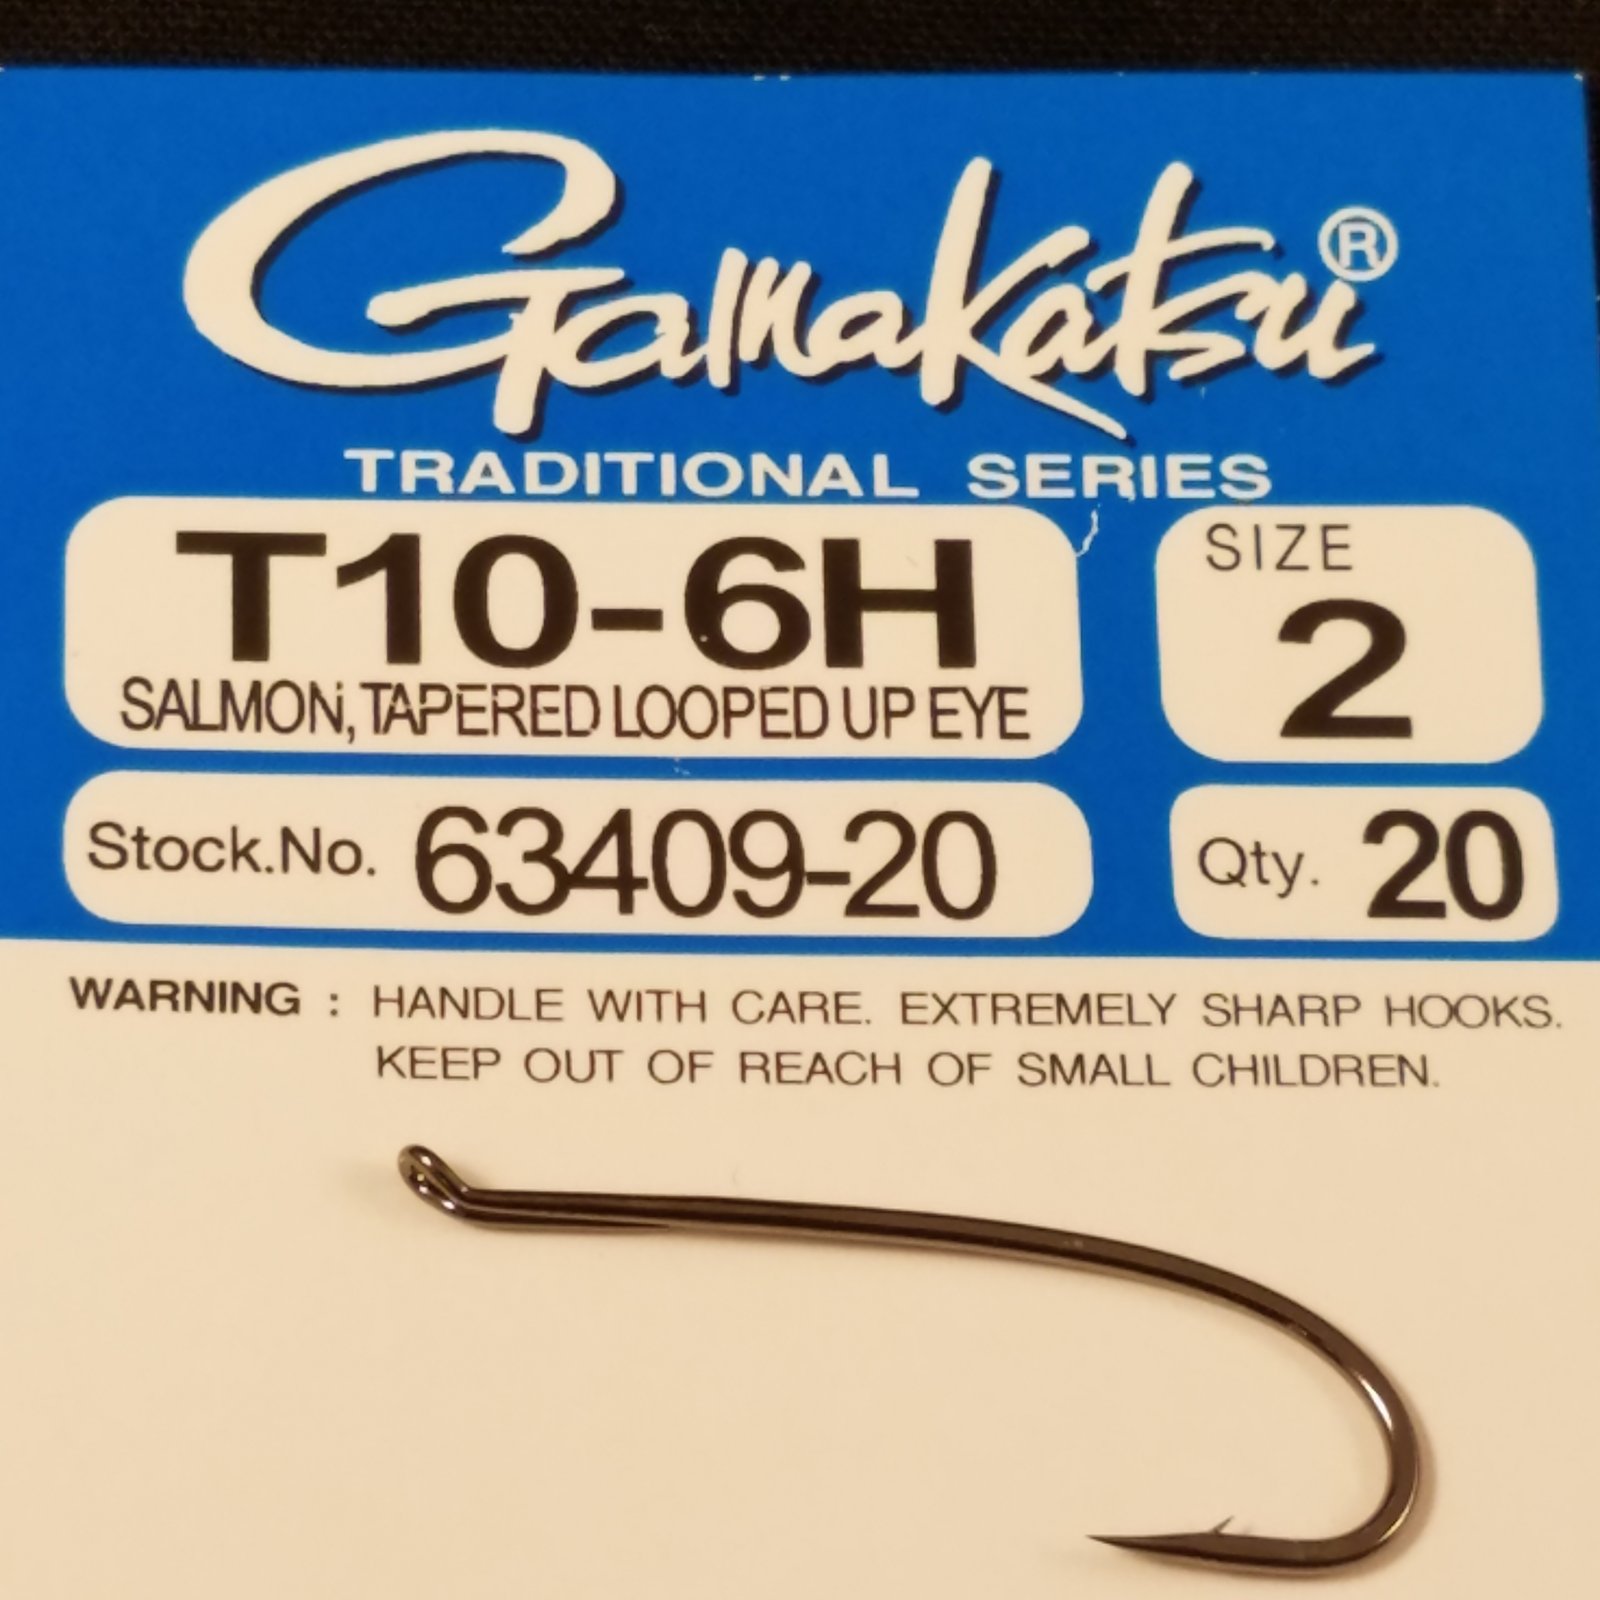 Gamakatsu®
TRADITIONAL SERIES
T10-6H
SALMON, TAPERED LOOPED UP EYE
SIZE
2
Stock.No. 63409-20
Qty. 20
WARNING : HANDLE WITH CARE. EXTREMELY SHARP HOOKS.
KEEP OUT OF REACH OF SMALL CHILDREN.